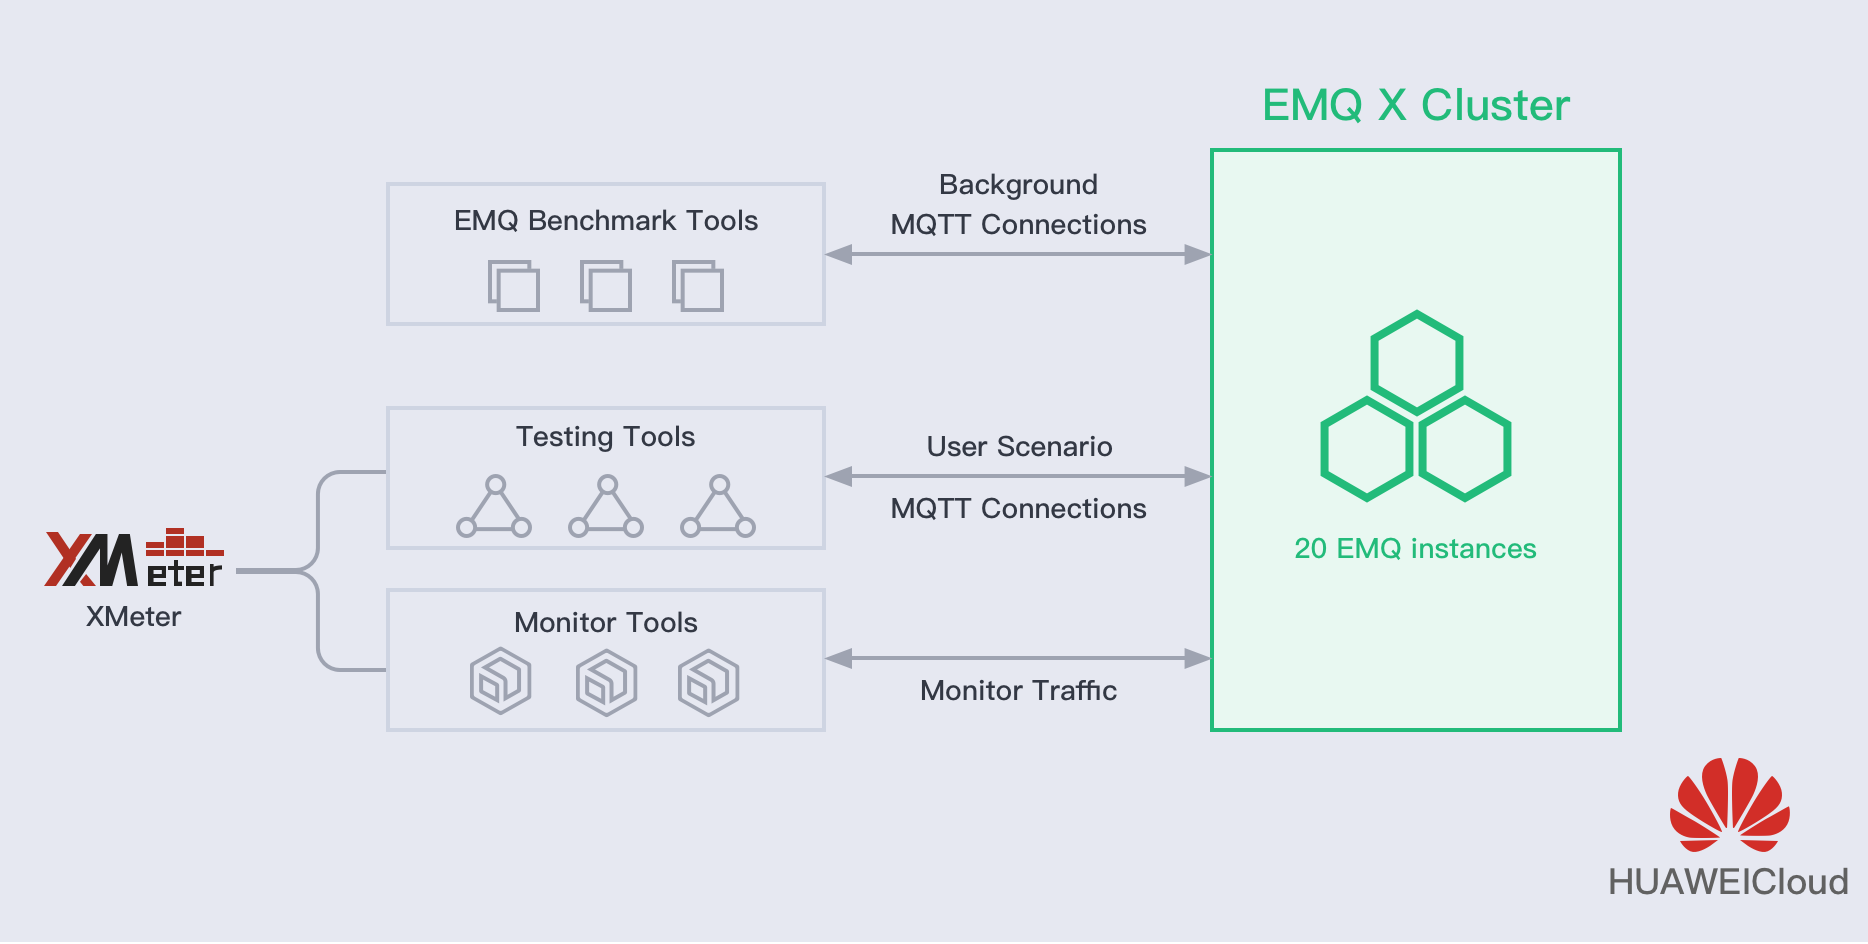 EMQ X Cluster
Background
MQTT Connections
EMQ Benchmark Tools
Testing Tools
User Scenario
MQTT Connections
20 EMQ instances
XMeter
XMeter
Monitor Tools
Monitor Traffic
HUAWEICloud